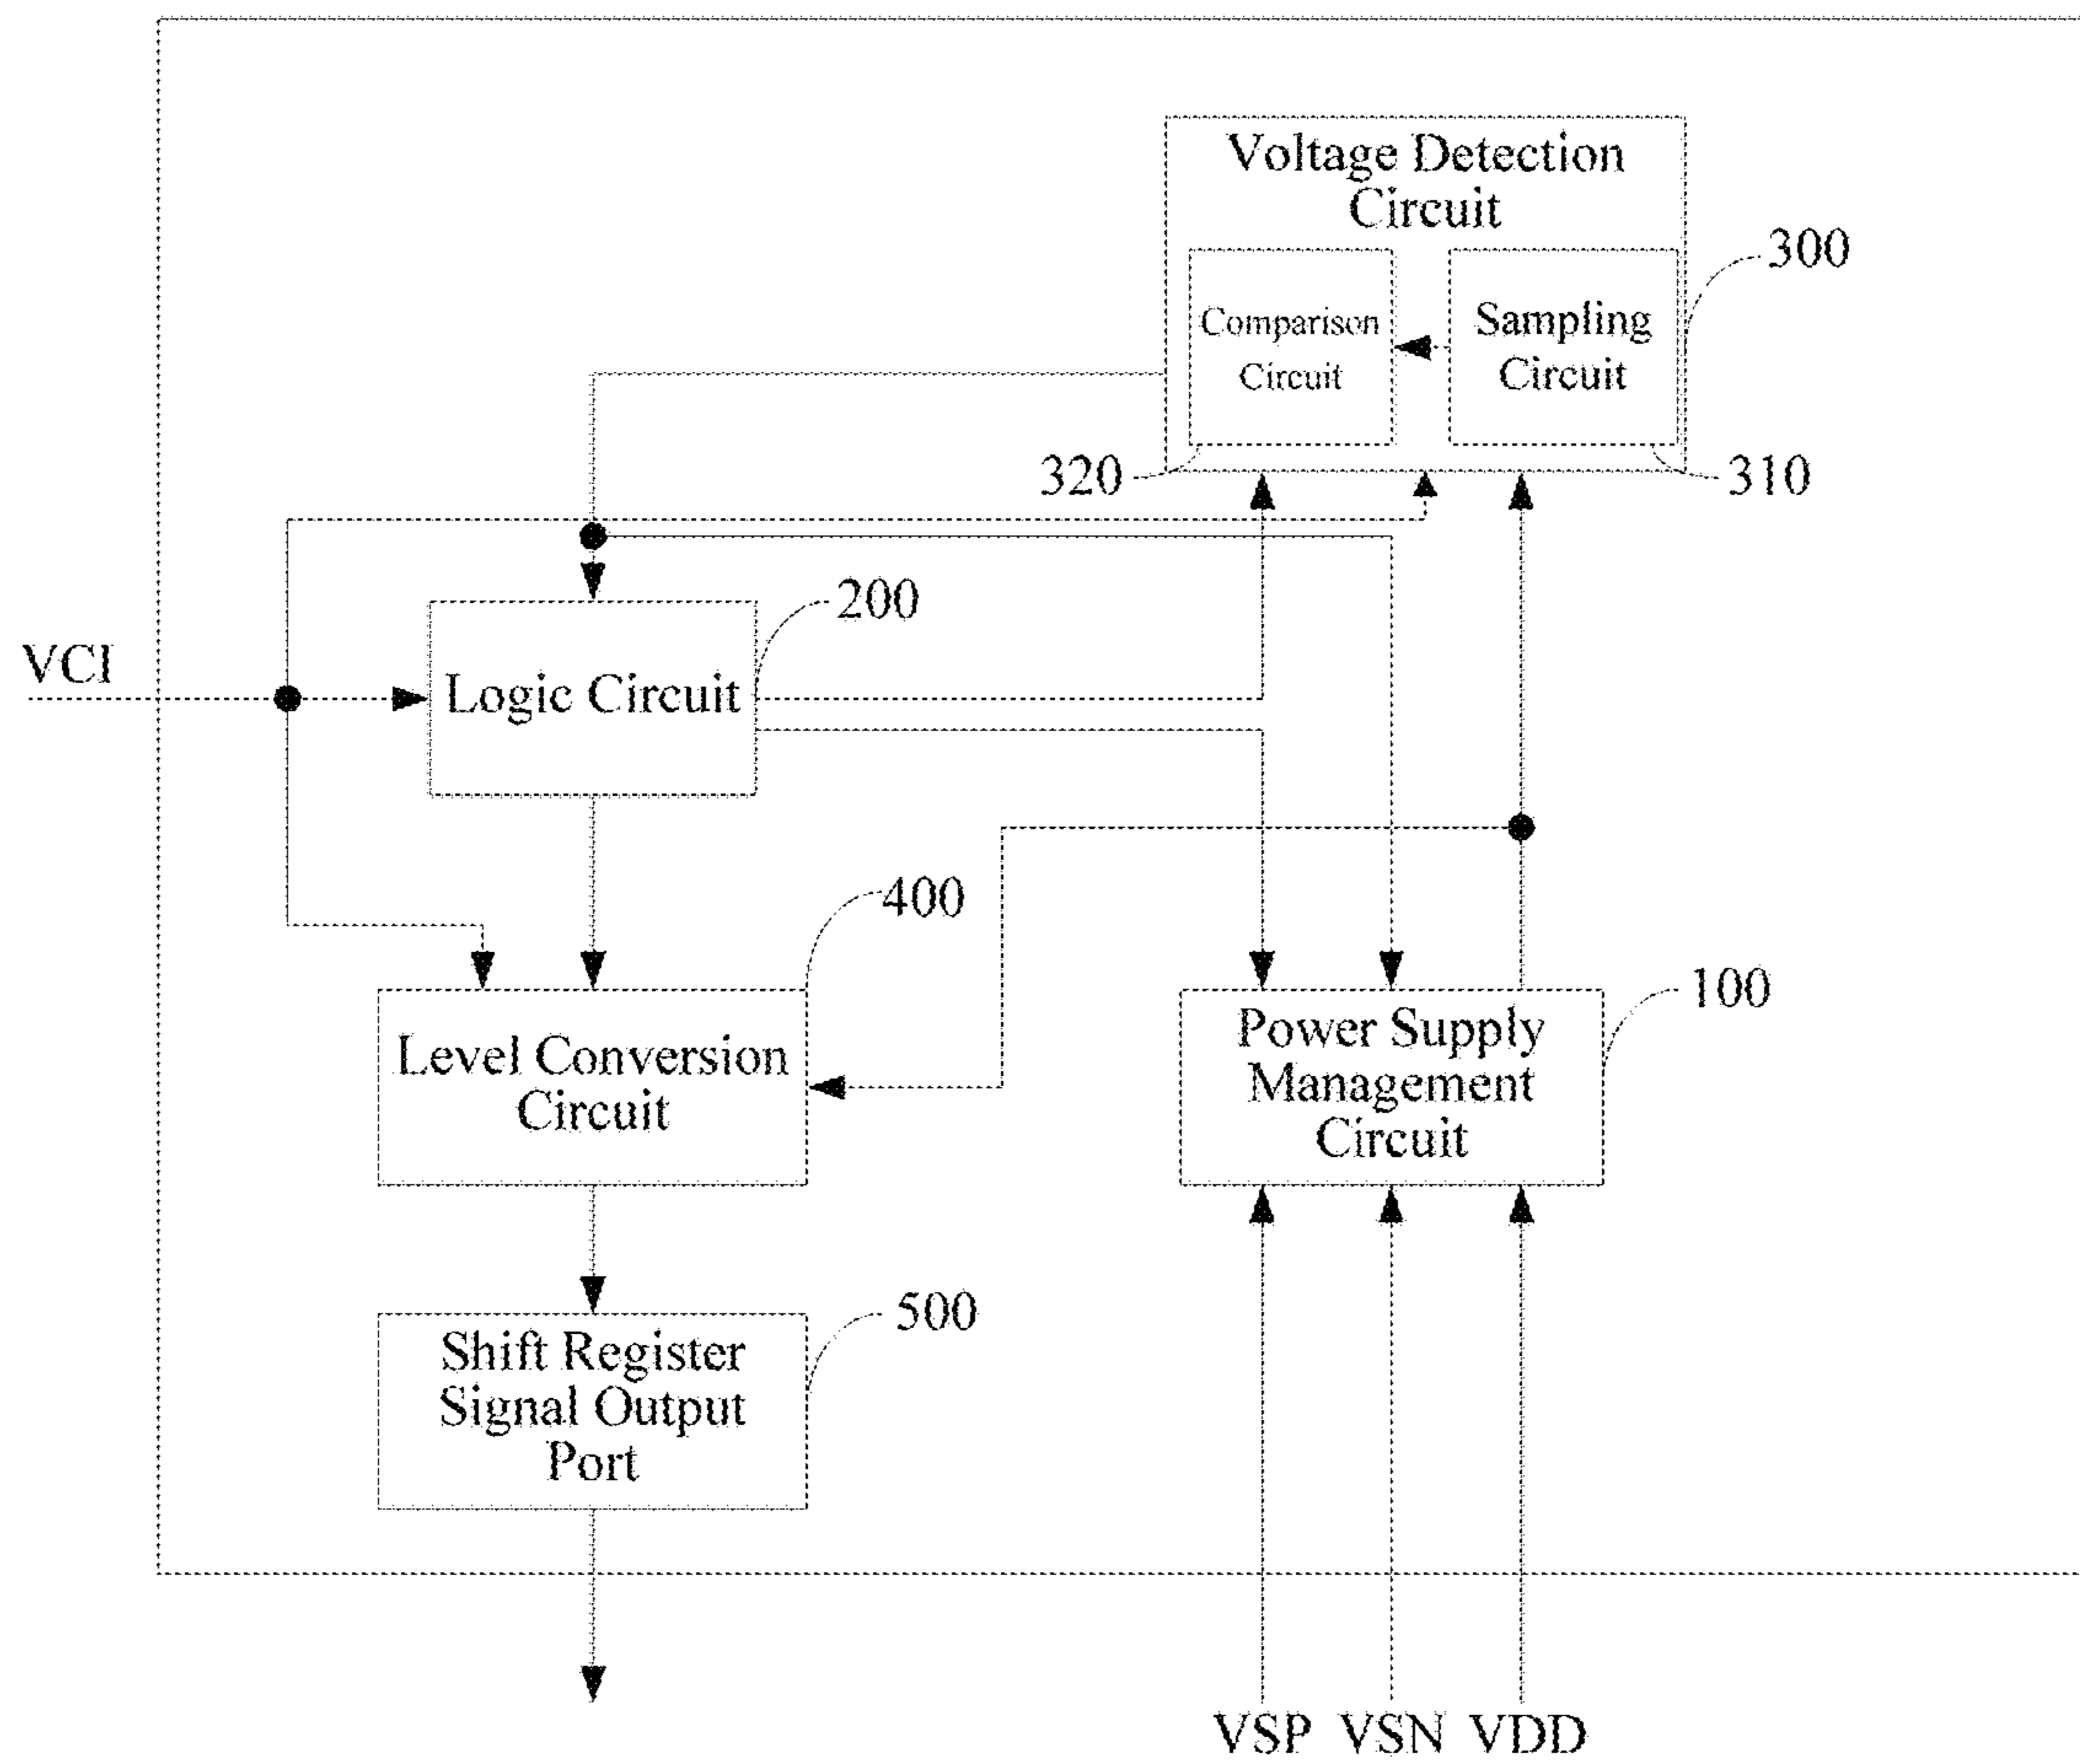 Voltage Detection
Circuit
300
Comparison
Circuit
Sampling
Circuit
320
310
200
VCI
Logic Circuit
400
100
Level Conversion
Circuit
Power Supply
Management
Circuit
500
Shift Register
Signal Output
Port
VSP VSN VDD